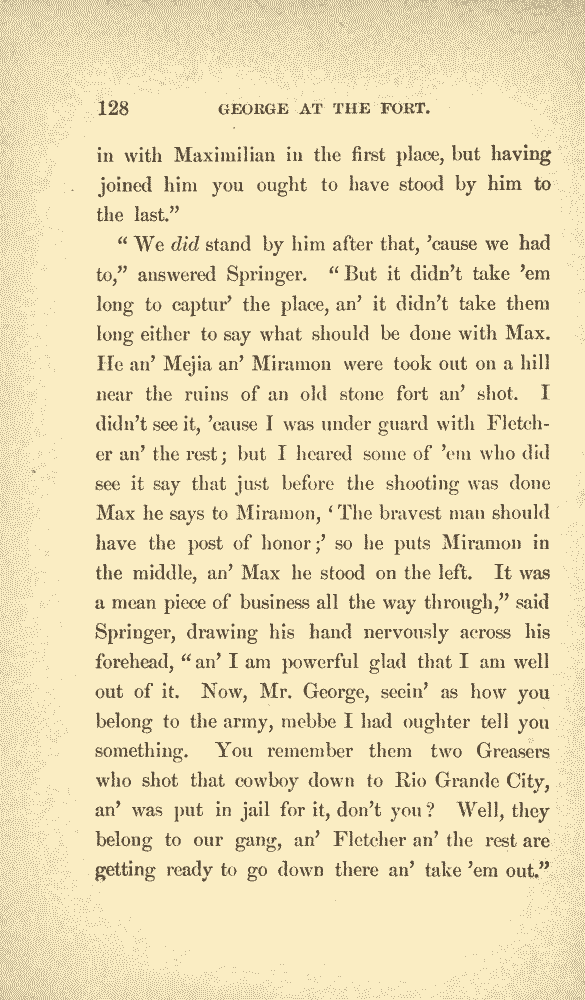 128 GEORGE AT THE FORT.
in with Maximilian in the first place, but having
joined him you ought to have stood by him to
the last.”
“ We did stand by him after that, ’cause we had
to,” answered Springer. “ But it didn’t take ’em
long to captur’ the place, an’ it didn’t take them
long either to say what should be done with Max.
He an’ Mejia an’ Miramon were took out on a hill
near the ruins of an old stone fort an’ shot. I
didn’t see it, ’cause I was under guard with Fletch-
er an’ the rest; but I heared some of ’em who did
see it say that just before the shooting was done
Max he says to Miramon, ‘ The bravest man should
have the post of honor;’ so he puts Miramon in
the middle, an’ Max he stood on the left. It was
a mean piece of business all the way through,” said
Springer, drawing his hand nervously across his
forehead, “ an’ I am powerful glad that I am well
out of it. Now, Mr. George, seein’ as how you
belong to the army, mebbe I had oughter tell you
something. You remember them two Greasers
who shot that cowboy down to Rio Grande City,
an’ was put in jail for it, don’t you? Well, they
belong to our gang, an’ Fletcher an’ the rest are
getting ready to go down there an’ take ’em out.”